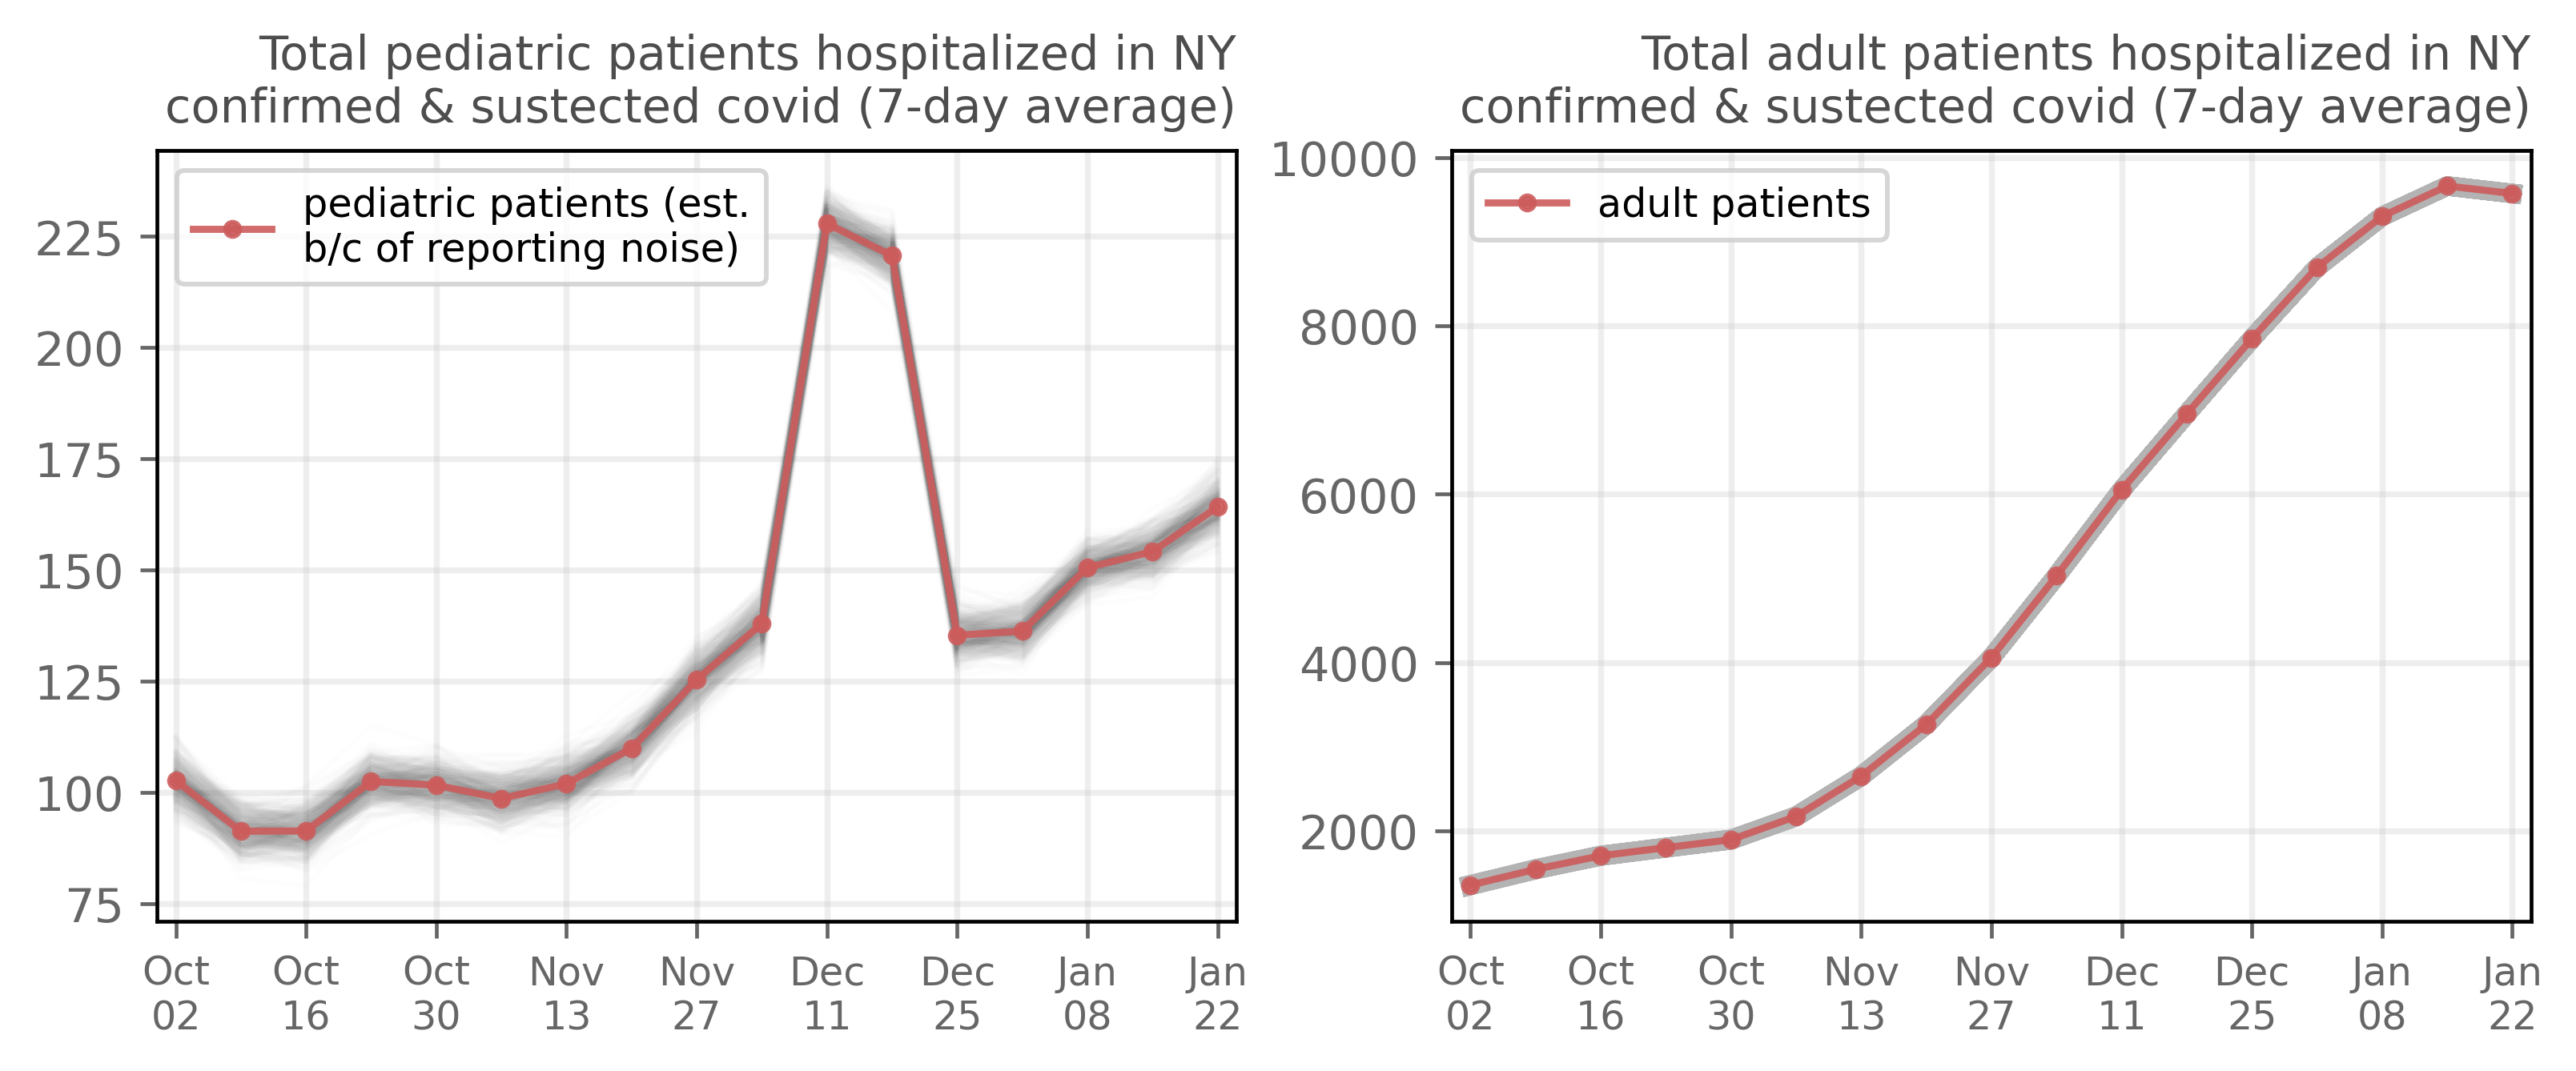 Total pediatric patients hospitalized in NY
confirmed & sustected covid (7-day average)
pediatric patients (est.
b/c of reporting noise)
225
200
175
150
125
100
75
Oct
02
Oct
16
Oct
30
Nov
13
Nov
27
Dec
11
Dec
25
Jan
08
Jan
22
Total adult patients hospitalized in NY
confirmed & sustected covid (7-day average)
adult patients
10000
8000
6000
4000
2000
Oct
02
Oct
16
Oct
30
Nov
13
Nov
27
Dec
11
Dec
25
Jan
08
Jan
22